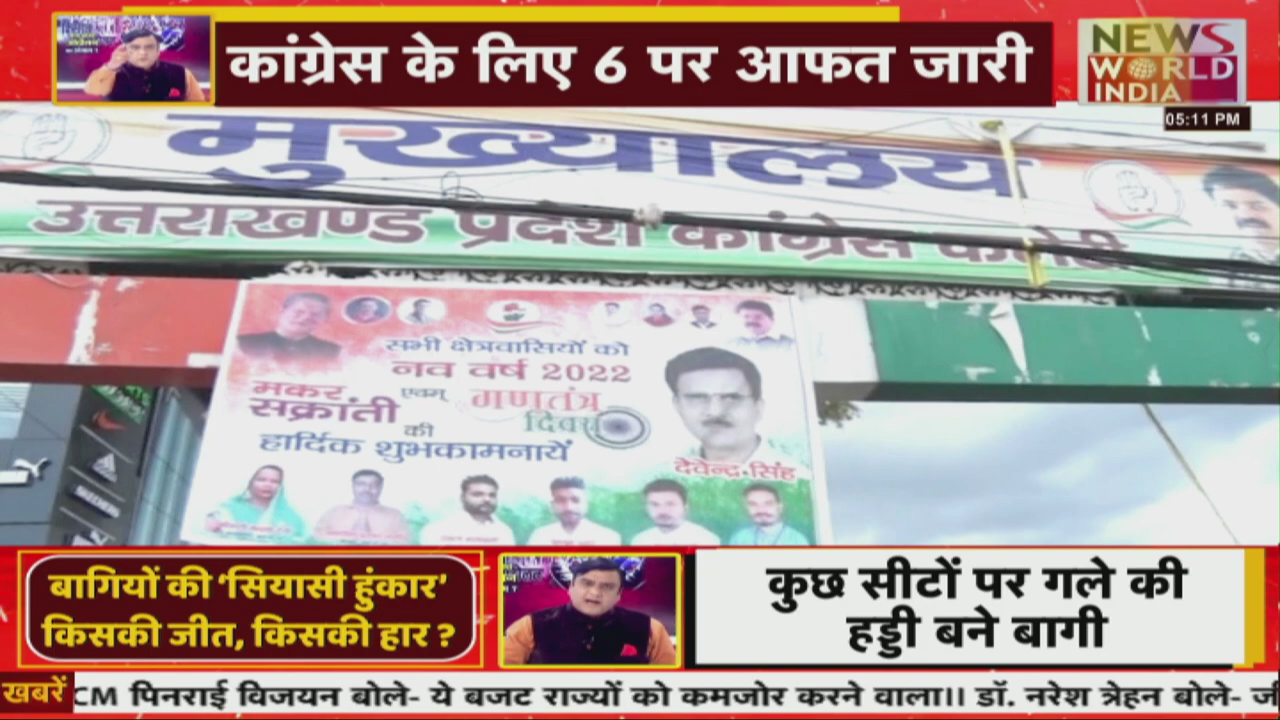 कांग्रेस के लिए 6 पर आफत जारी
NEWS
WORLD
INDIA
05:11 PM
मुख्यालय
उत्तराखण्ड प्रदेश कांग्रेस कमेटी
सभी क्षेत्रवासियों को
नव वर्ष 2022
मकर
सक्रांती
एवम्
गणतंत्र
दिवस
की
हार्दिक शुभकामनायें
देवेन्द्र सिंह
बागियों की ‘सियासी हुंकार’
किसकी जीत, किसकी हार ?
कुछ सीटों पर गले की
हड्डी बने बागी
खबरें
CM पिनराई विजयन बोले- ये बजट राज्यों को कमजोर करने वाला।। डॉ. नरेश त्रेहन बोले-